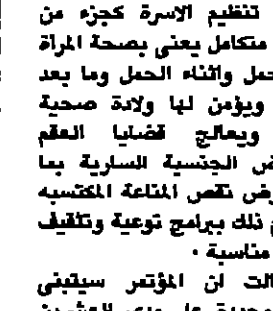 تنظيم الاسرة كجزء من
متكامل يعنى بصحة المراة
حمل واثناء الحمل وما بعد
ويؤمن لها ولادة صحية
ويعالج قضايا العقم
ض الجنسية السارية بما
رض نقص المناعة المكتسبه
م ذلك ببرامج توعية وتثقيف
مناسبة ٠
الت ان المؤتمر سيتبنى